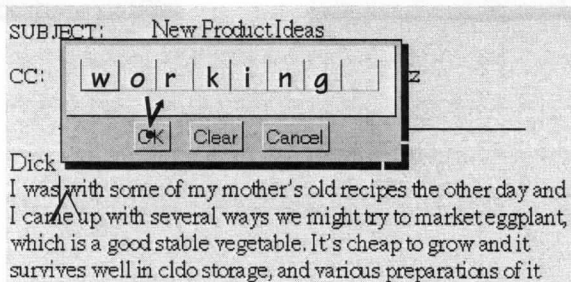 SUBJECT: New Product Ideas
CC: z
working
OK Clear Cancel
Dick
I was with some of my mother's old recipes the other day and
I came up with several ways we might try to market eggplant,
which is a good stable vegetable. It's cheap to grow and it
survives well in cldo storage, and various preparations of it